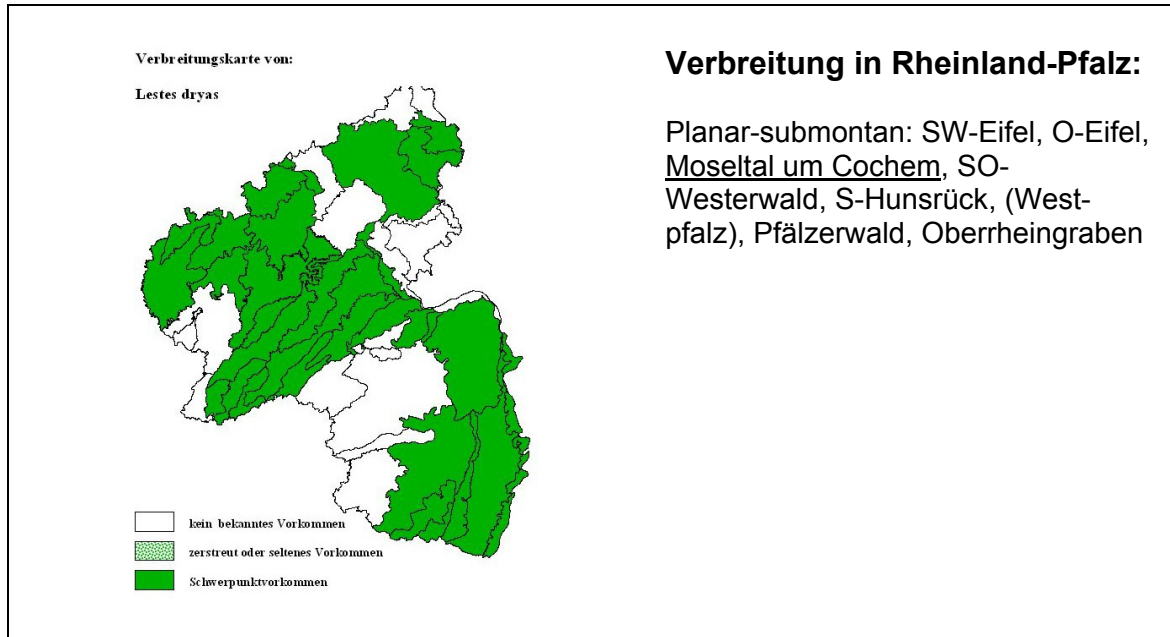 Verbreitungskarte von:
Lestes dryas
kein bekanntes Vorkommen
zerstreut oder seltenes Vorkommen
Schwerpunktvorkommen
Verbreitung in Rheinland-Pfalz:
Planar-submontan: SW-Eifel, O-Eifel,
Moseltal um Cochem, SO-
Westerwald, S-Hunsrück, (West-
pfalz), Pfälzerwald, Oberrheingraben